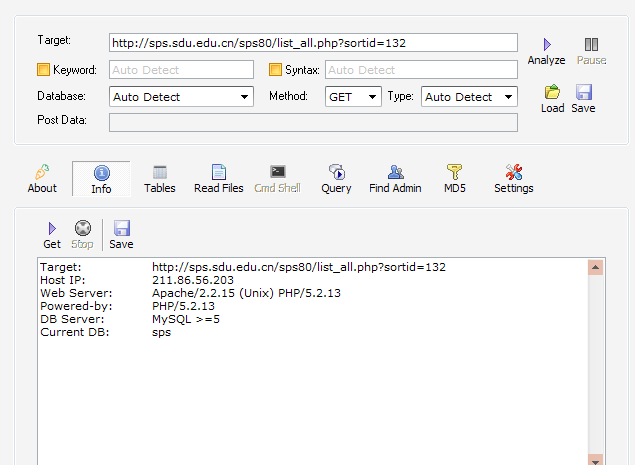 Target: http://sps.sdu.edu.cn/sps80/list_all.php?sortid=132
Analyze Pause
Keyword: Auto Detect Syntax: Auto Detect
Database: Auto Detect Method: GET Type: Auto Detect
Load Save
Post Data:
About Info Tables Read Files Cmd Shell Query Find Admin MD5 Settings
Get Stop Save
Target: http://sps.sdu.edu.cn/sps80/list_all.php?sortid=132
Host IP: 211.86.56.203
Web Server: Apache/2.2.15 (Unix) PHP/5.2.13
Powered-by: PHP/5.2.13
DB Server: MySQL >=5
Current DB: sps